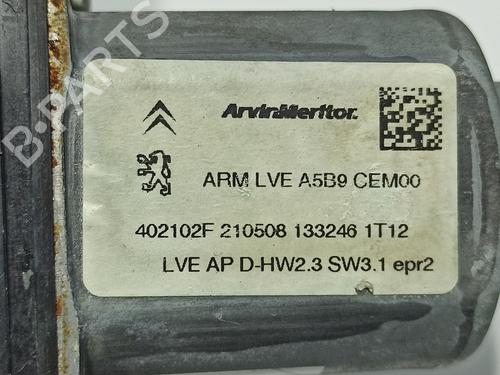 ArvinMeritor.
ARM LVE A5B9 CEM00
402102F 210508 133246 1T12
LVE AP D-HW2.3 SW3.1 epr2
B-PARTS